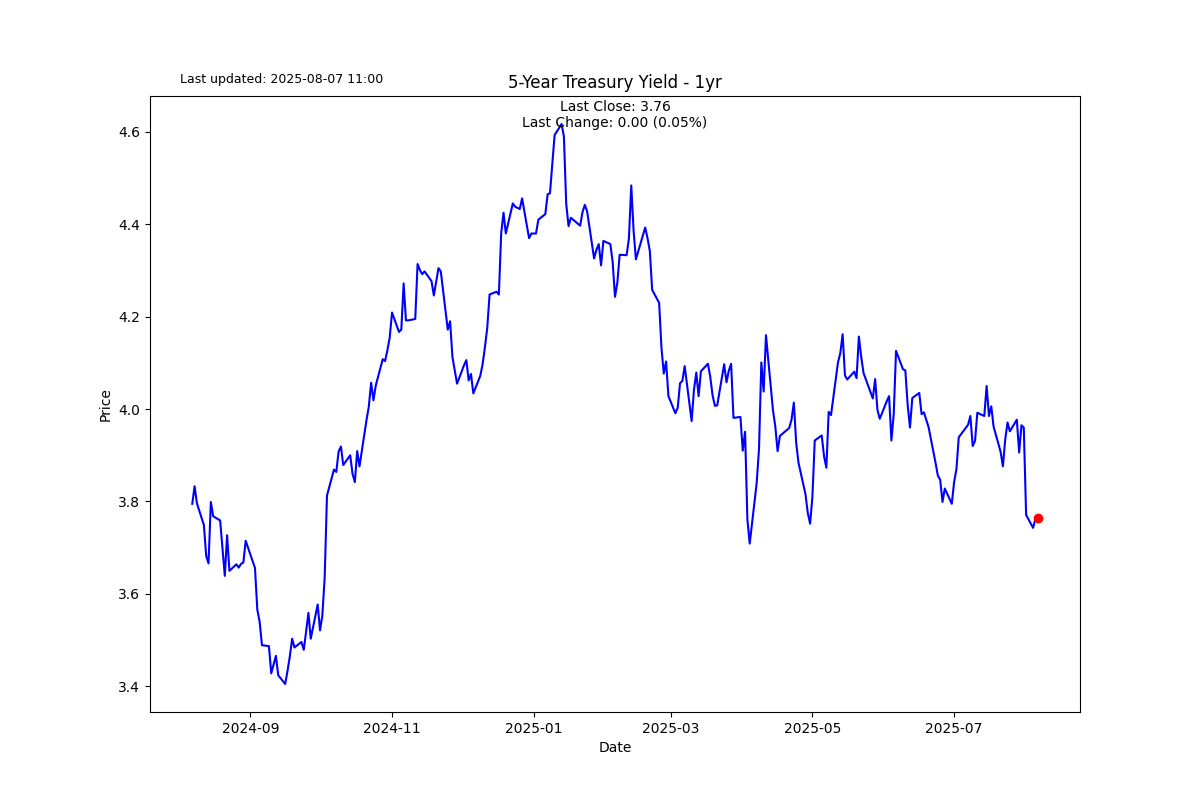 Last updated: 2025-08-07 11:00
5-Year Treasury Yield - 1yr
Last Close: 3.76
Last Change: 0.00 (0.05%)
4.6
4.4
4.2
4.0
3.8
3.6
3.4
Price
2024-09
2024-11
2025-01
2025-03
2025-05
2025-07
Date